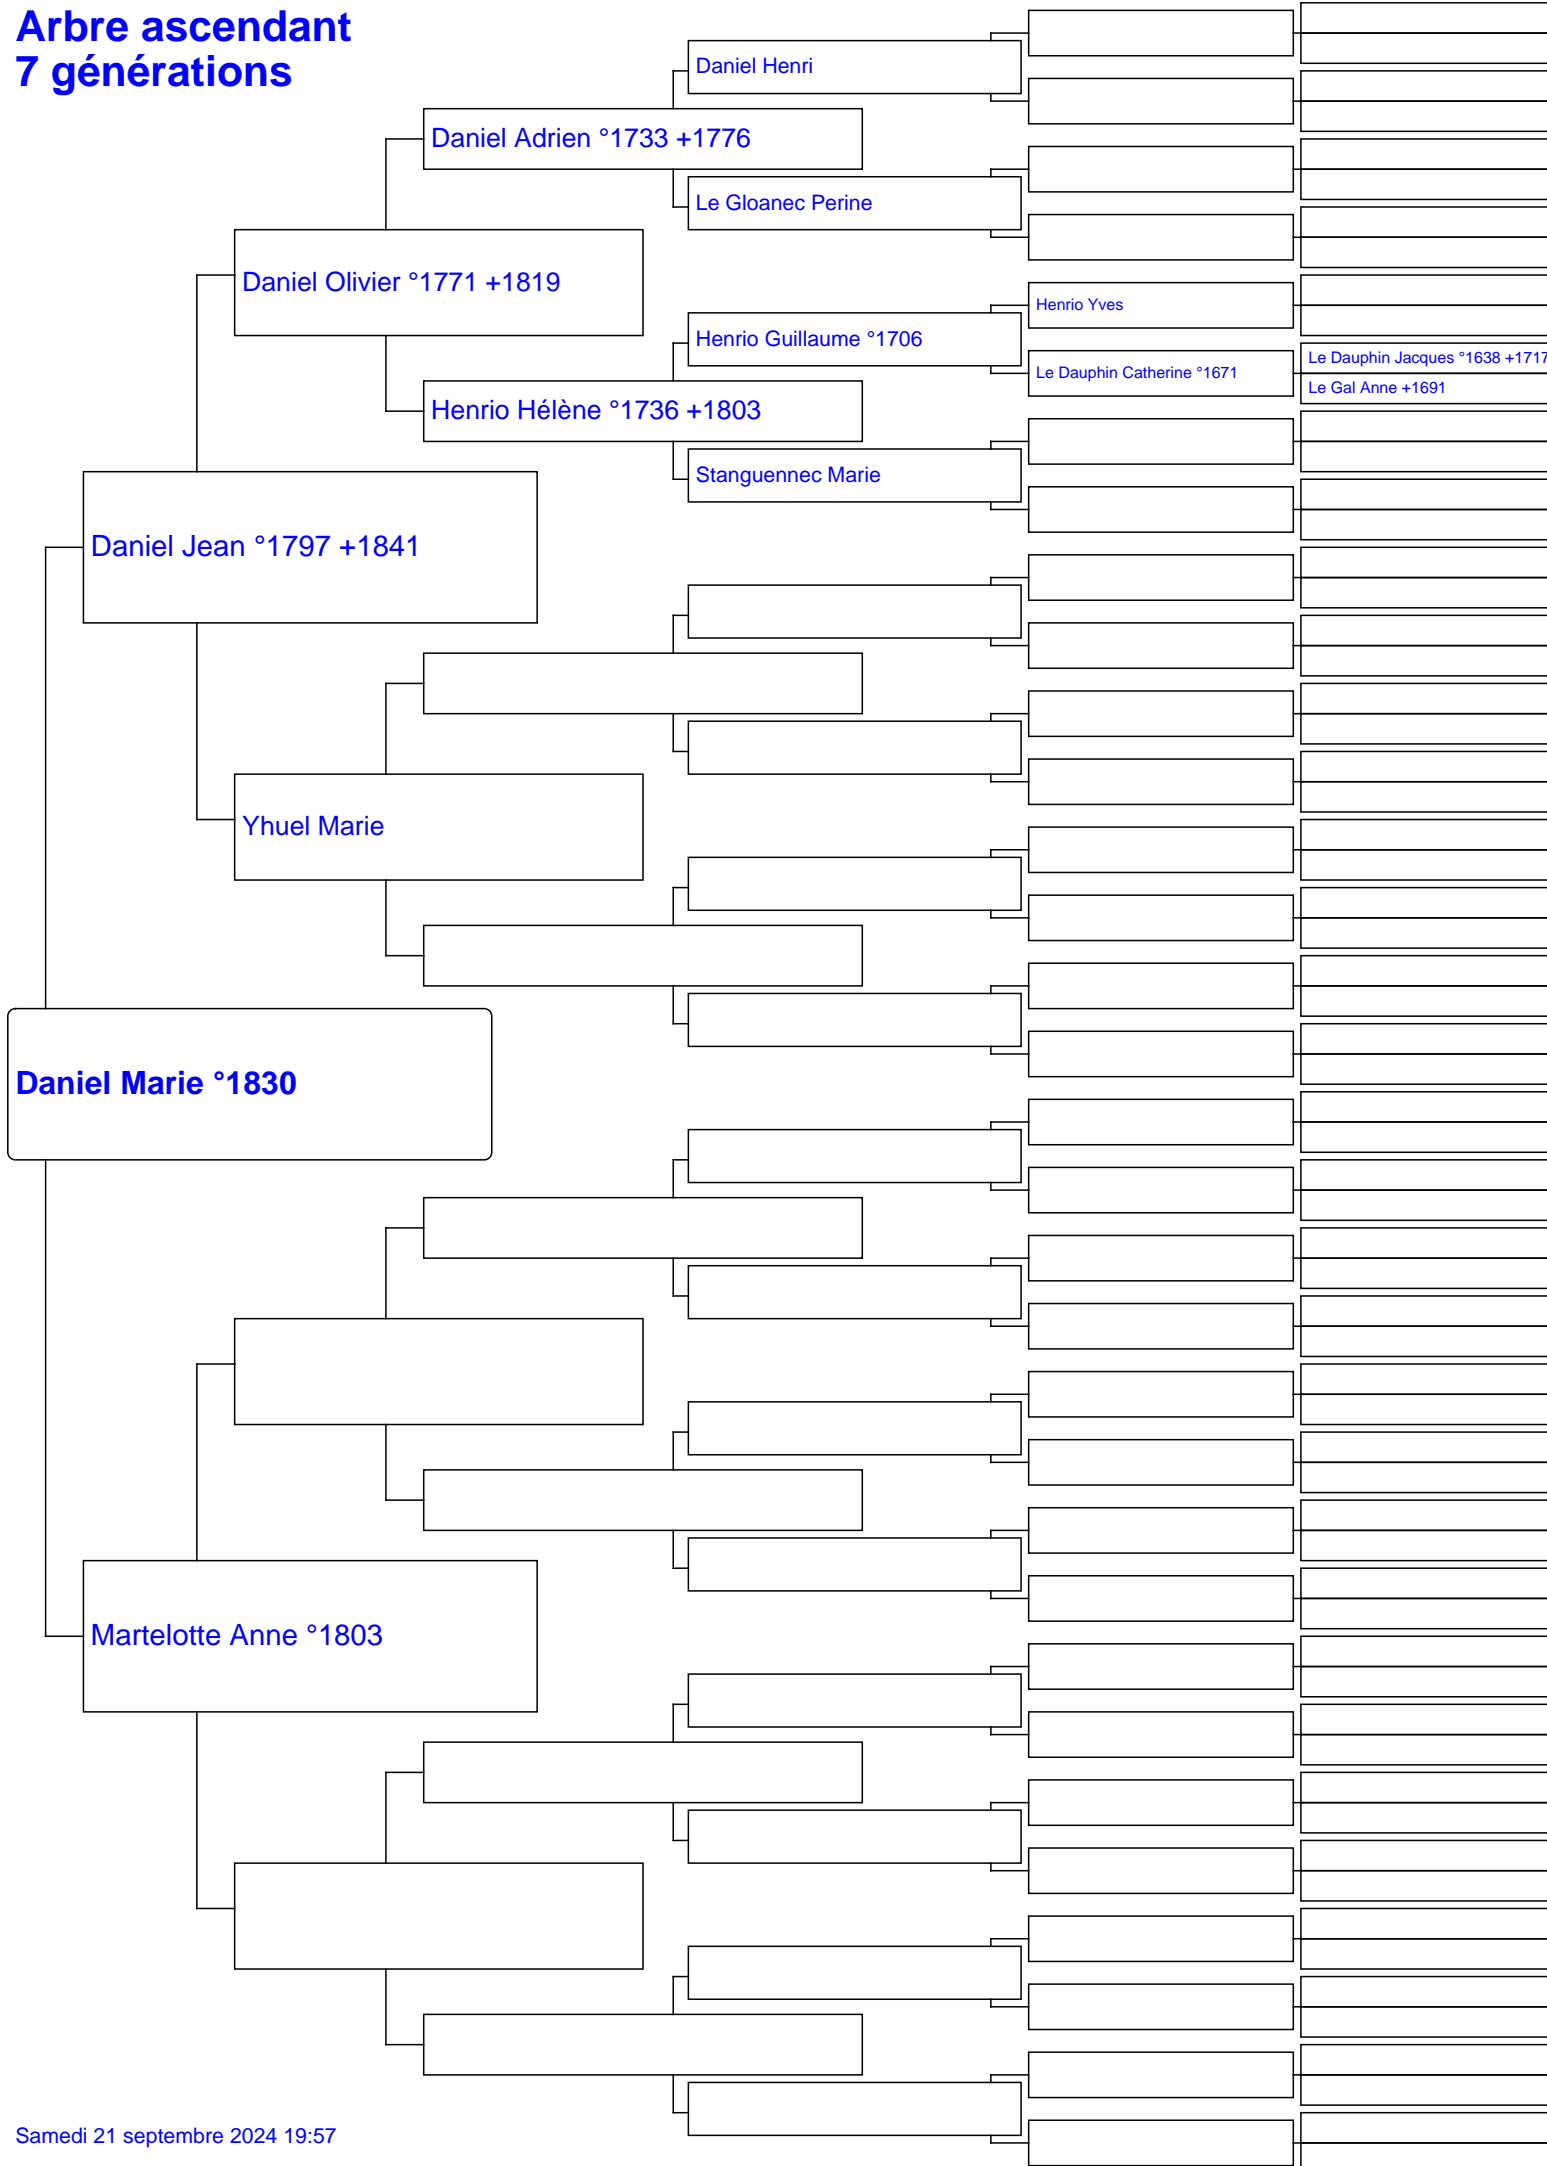 Arbre ascendant
7 générations
Daniel Henri
Daniel Adrien °1733 +1776
Le Gloanec Perine
Daniel Olivier °1771 +1819
Henrio Yves
Henrio Guillaume °1706
Le Dauphin Jacques °1638 +1717
Le Dauphin Catherine °1671
Le Gal Anne +1691
Henrio Hélène °1736 +1803
Stanguennec Marie
Daniel Jean °1797 +1841
Yhuel Marie
Daniel Marie °1830
Martelotte Anne °1803
Samedi 21 septembre 2024 19:57